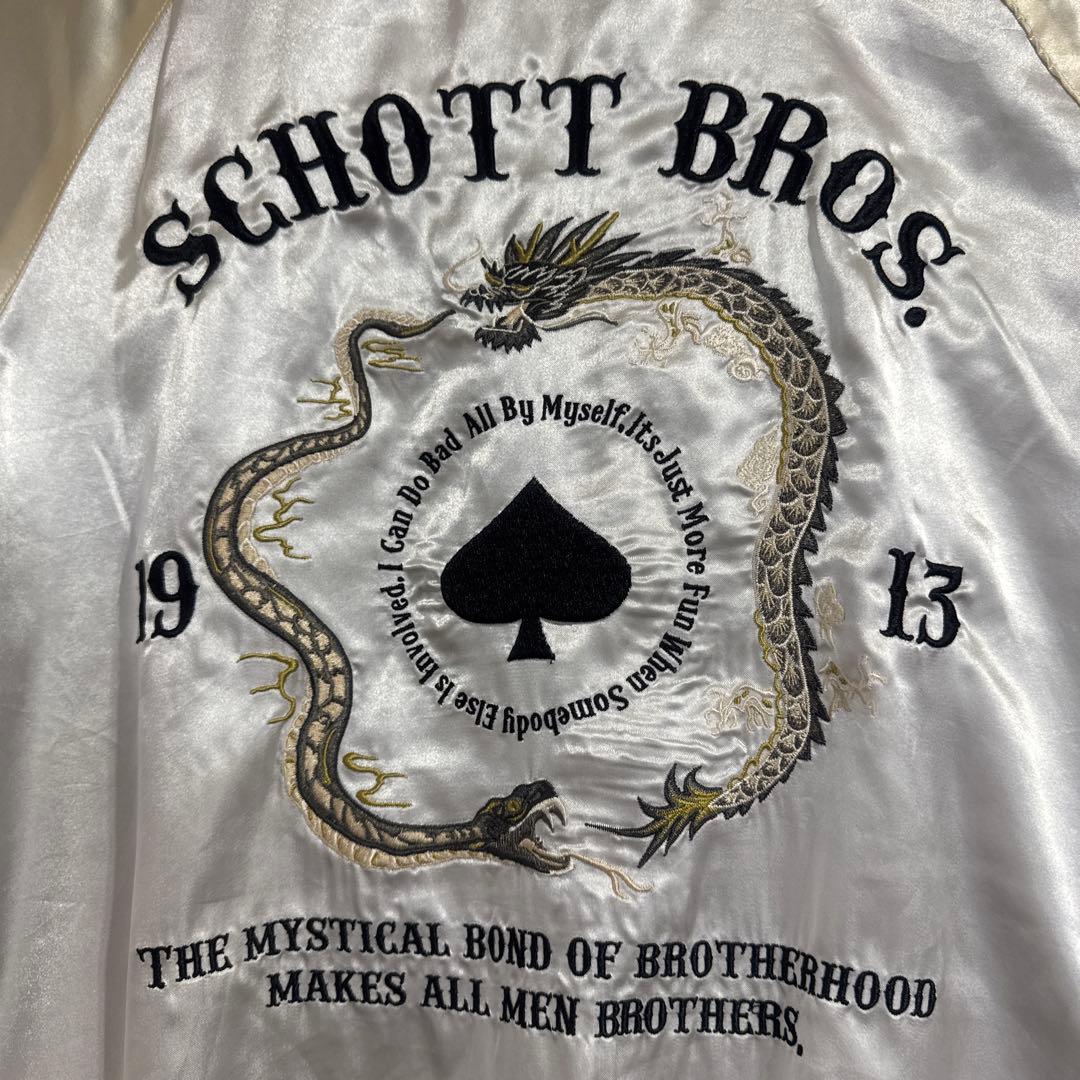 SCHOTT BROS.
I Can Do Bad All By Myself, Its Just More Fun When Somebody Else Is Involved.
19
13
THE MYSTICAL BOND OF BROTHERHOOD
MAKES ALL MEN BROTHERS.